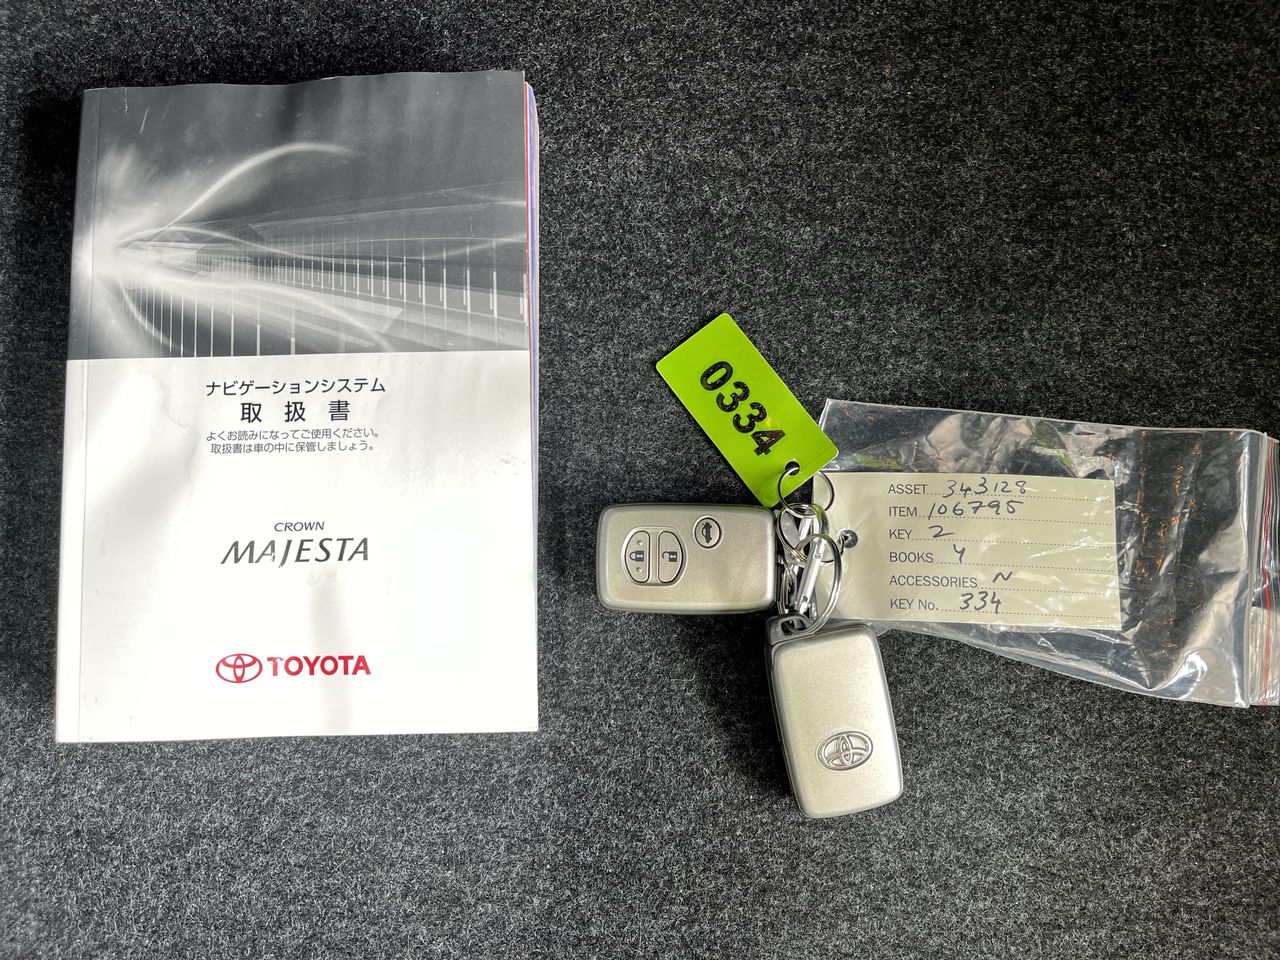 ナビゲーションシステム
取扱書
よくお読みになってご使用ください。
取扱書は車の中に保管しましょう。
CROWN
MAJESTA
TOYOTA
0334
ASSET 343128
ITEM 106795
KEY 2
BOOKS Y
ACCESSORIES N
KEY No. 334